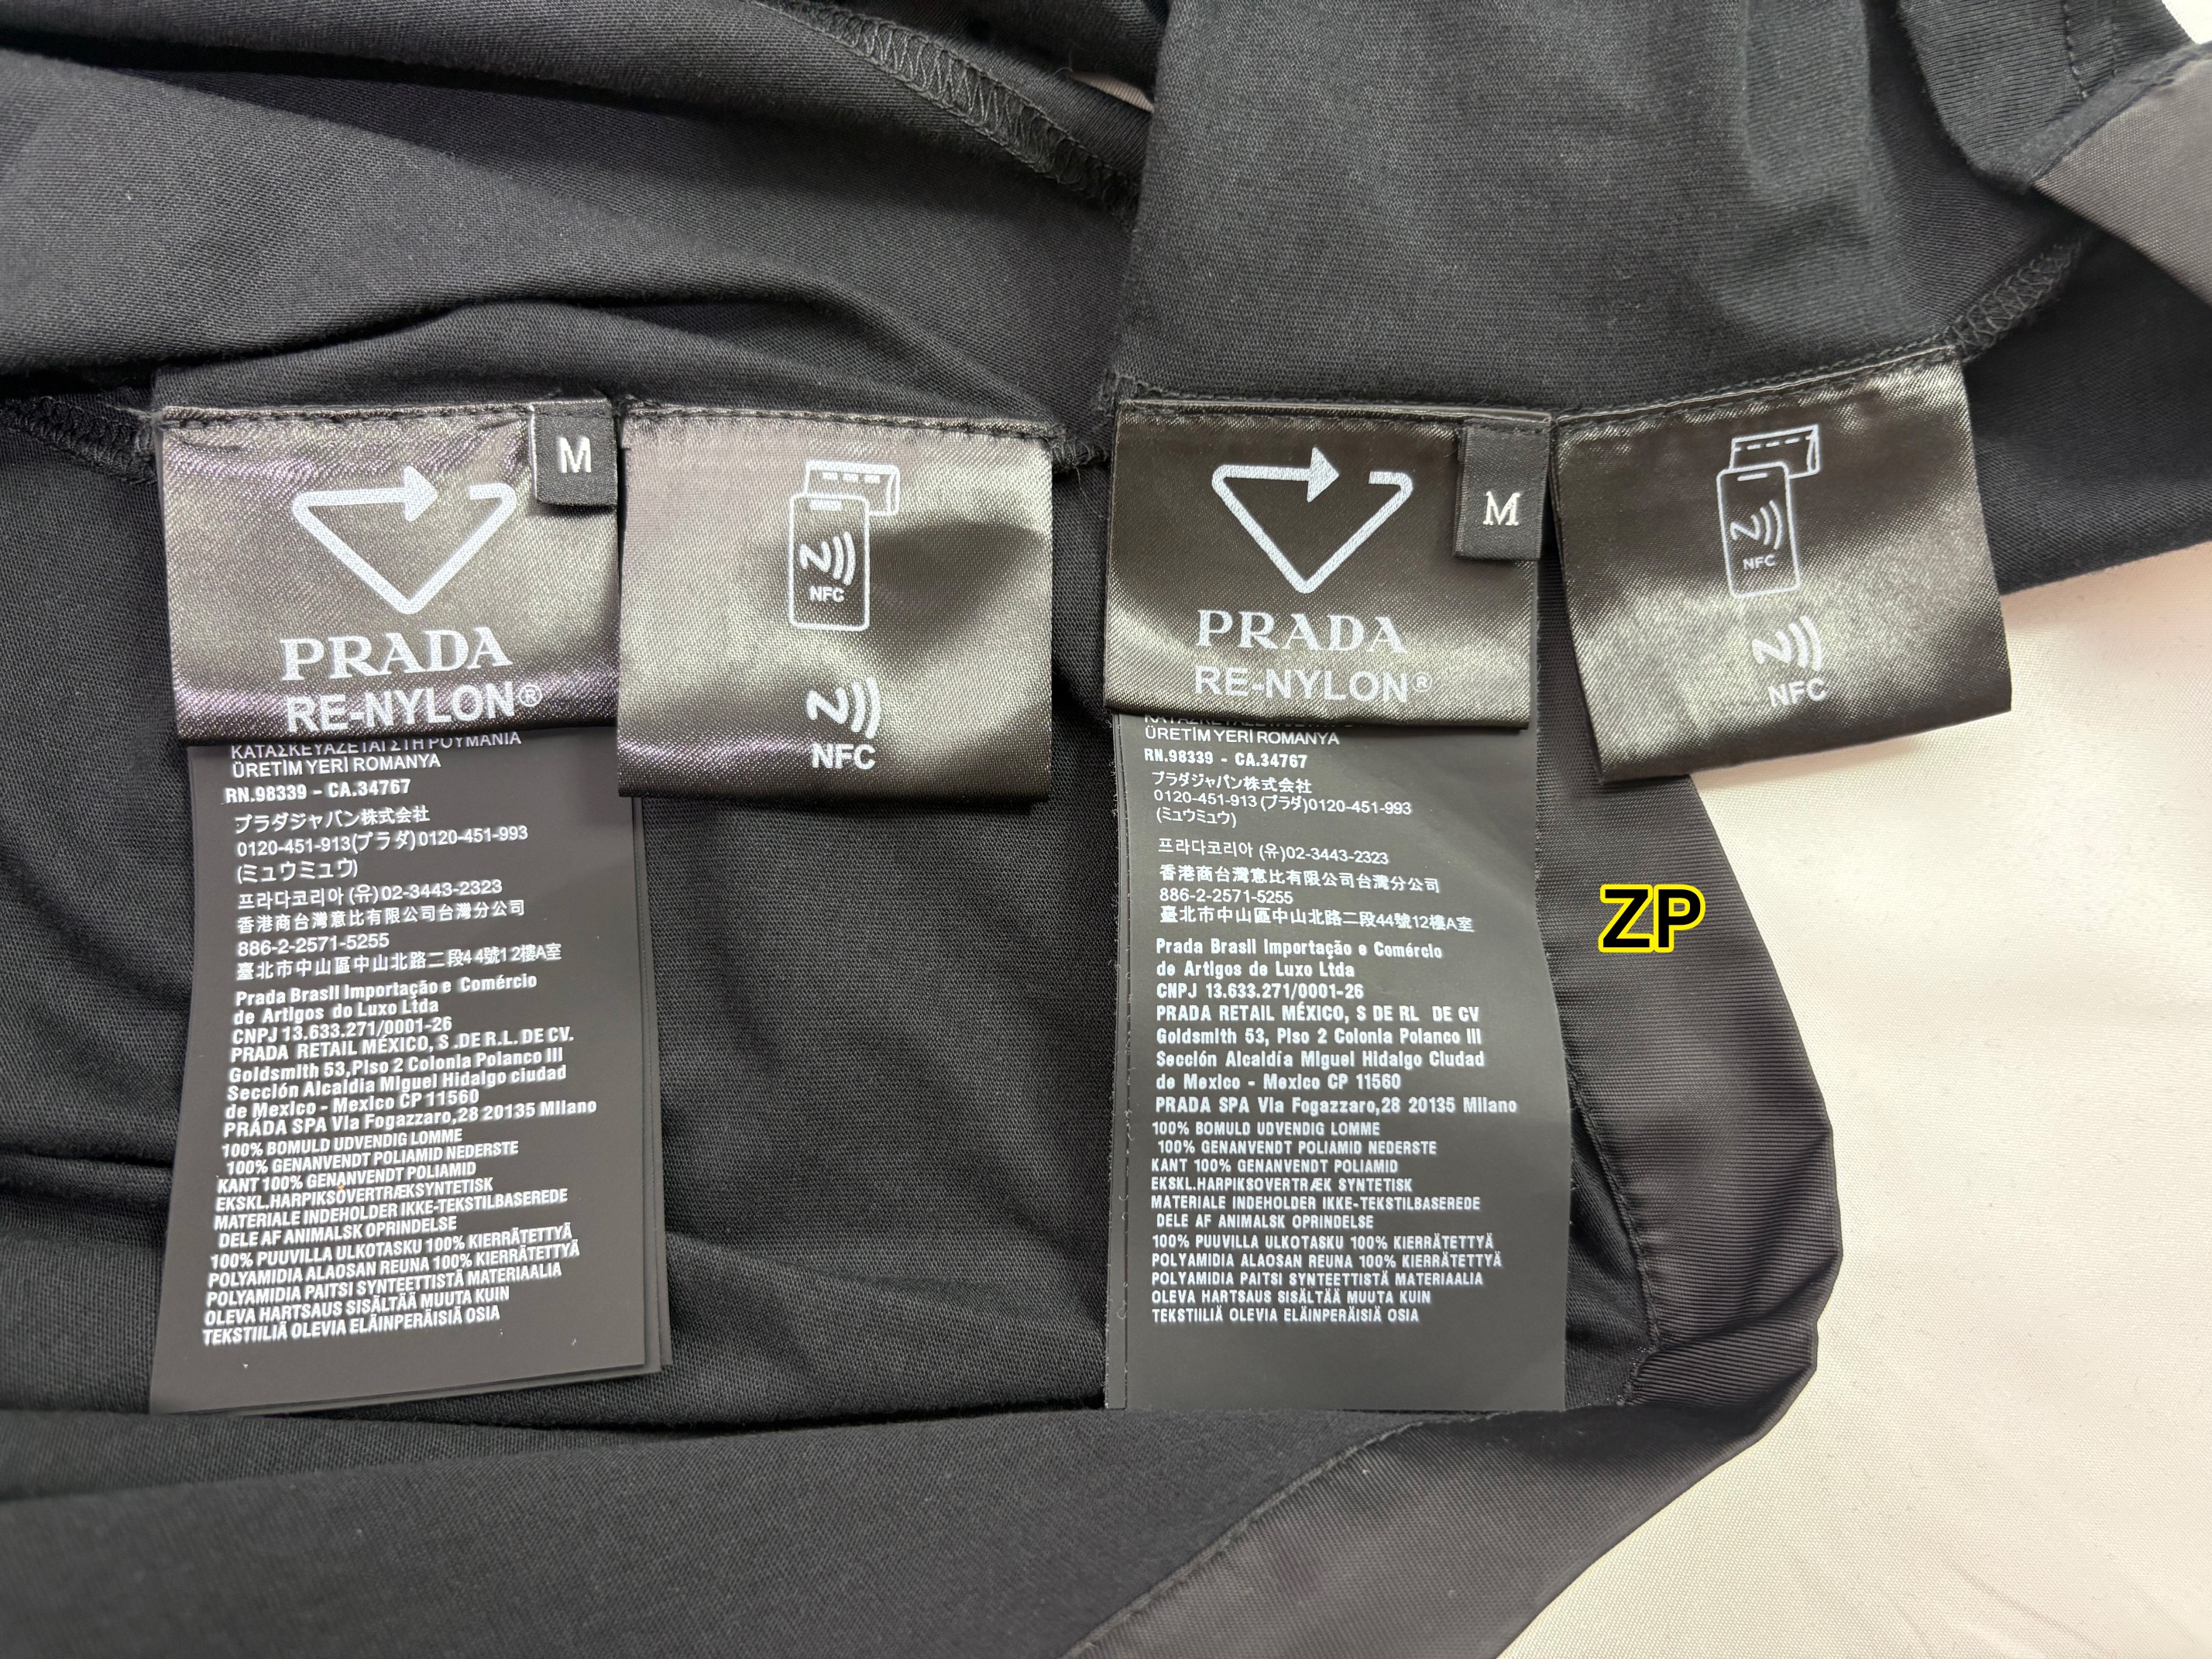 M
PRADA
RE-NYLON®
NFC
NFC
ΚΑΤΑΣΚΕΥΑΖΕΤΑΙ ΣΤΗ ΡΟΥΜΑΝΙΑ
ÜRETİM YERİ ROMANYA
RN.98339 - CA.34767
プラダジャパン株式会社
0120-451-913(プラダ)0120-451-993
(ミュウミュウ)
프라다코리아 (유)02-3443-2323
香港商台灣意比有限公司台灣分公司
886-2-2571-5255
臺北市中山區中山北路二段44號12樓A室
Prada Brasil Importação e Comércio
de Artigos do Luxo Ltda
CNPJ 13.633.271/0001-26
PRADA RETAIL MÉXICO, S .DE R.L. DE CV.
Goldsmith 53,Piso 2 Colonia Polanco III
Sección Alcaldia Miguel Hidalgo ciudad
de Mexico - Mexico CP 11560
PRADA SPA Via Fogazzaro,28 20135 Milano
100% BOMULD UDVENDIG LOMME
100% GENANVENDT POLIAMID NEDERSTE
KANT 100% GENANVENDT POLIAMID
EKSKL.HARPIKSOVERTRÆKSYNTETISK
MATERIALE INDEHOLDER IKKE-TEKSTILBASEREDE
DELE AF ANIMALSK OPRINDELSE
100% PUUVILLA ULKOTASKU 100% KIERRÄTETTYÄ
POLYAMIDIA ALAOSAN REUNA 100% KIERRÄTETTYÄ
POLYAMIDIA PAITSI SYNTEETTISTÄ MATERIAALIA
OLEVA HARTSAUS SISÄLTÄÄ MUUTA KUIN
TEKSTIILIÄ OLEVIA ELÄINPERÄISIÄ OSIA
M
PRADA
RE-NYLON®
NFC
NFC
ÜRETİM YERİ ROMANYA
RN.98339 - CA.34767
プラダジャパン株式会社
0120-451-913 (プラダ)0120-451-993
(ミュウミュウ)
프라다코리아 (유)02-3443-2323
香港商台灣意比有限公司台灣分公司
886-2-2571-5255
臺北市中山區中山北路二段44號12樓A室
Prada Brasil Importação e Comércio
de Artigos de Luxo Ltda
CNPJ 13.633.271/0001-26
PRADA RETAIL MÉXICO, S DE RL DE CV
Goldsmith 53, Piso 2 Colonia Polanco III
Sección Alcaldía Miguel Hidalgo Ciudad
de Mexico - Mexico CP 11560
PRADA SPA Via Fogazzaro,28 20135 Milano
100% BOMULD UDVENDIG LOMME
100% GENANVENDT POLIAMID NEDERSTE
KANT 100% GENANVENDT POLIAMID
EKSKL.HARPIKSOVERTRÆK SYNTETISK
MATERIALE INDEHOLDER IKKE-TEKSTILBASEREDE
DELE AF ANIMALSK OPRINDELSE
100% PUUVILLA ULKOTASKU 100% KIERRÄTETTYÄ
POLYAMIDIA ALAOSAN REUNA 100% KIERRÄTETTYÄ
POLYAMIDIA PAITSI SYNTEETTISTÄ MATERIAALIA
OLEVA HARTSAUS SISÄLTÄÄ MUUTA KUIN
TEKSTIILIÄ OLEVIA ELÄINPERÄISIÄ OSIA
ZP